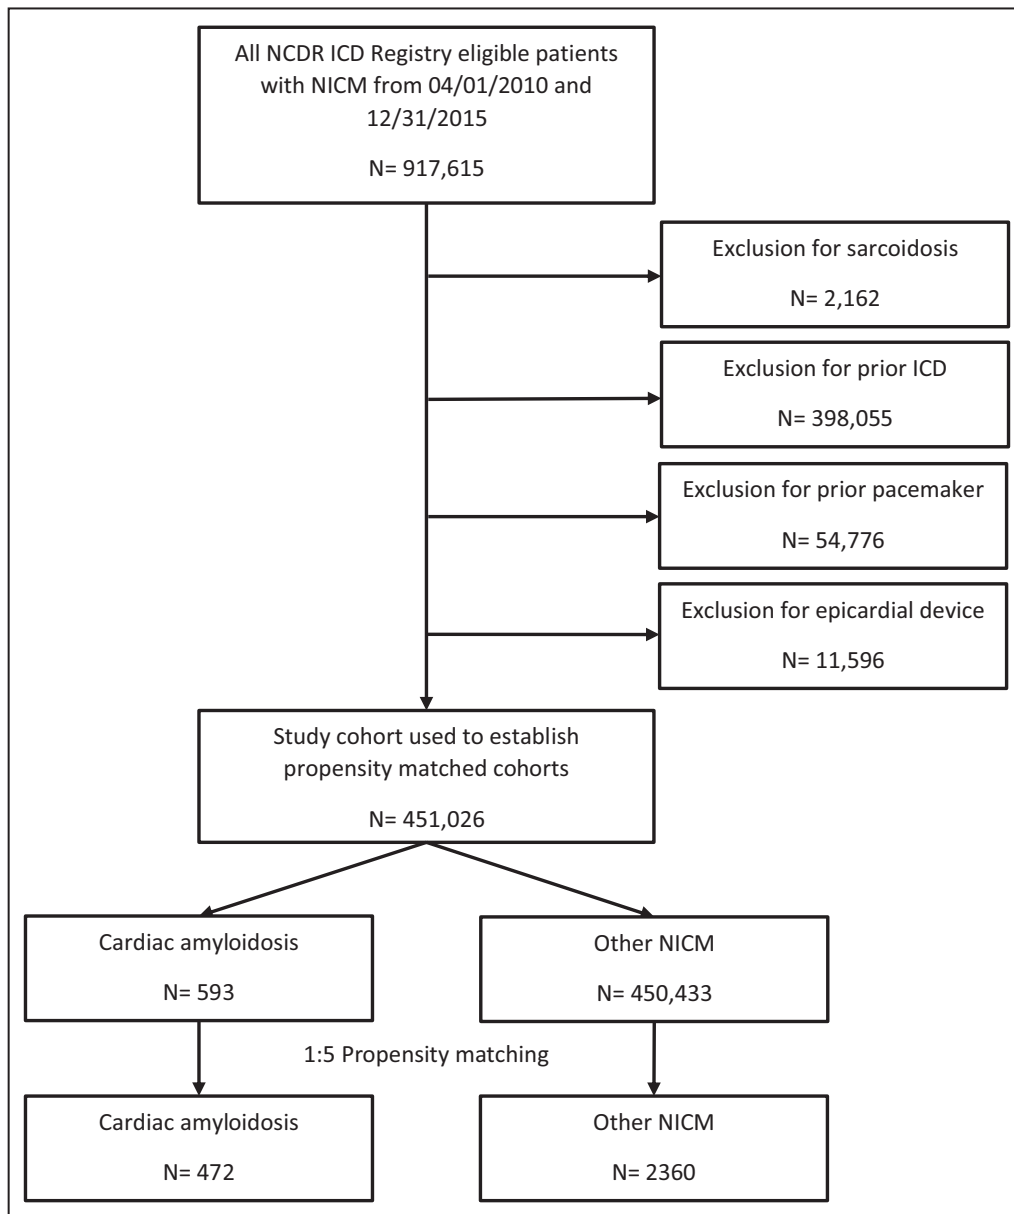 All NCDR ICD Registry eligible patients
with NICM from 04/01/2010 and
12/31/2015
N= 917,615
Exclusion for sarcoidosis
N= 2,162
Exclusion for prior ICD
N= 398,055
Exclusion for prior pacemaker
N= 54,776
Exclusion for epicardial device
N= 11,596
Study cohort used to establish
propensity matched cohorts
N= 451,026
Cardiac amyloidosis
N= 593
Other NICM
N= 450,433
1:5 Propensity matching
Cardiac amyloidosis
N= 472
Other NICM
N= 2360